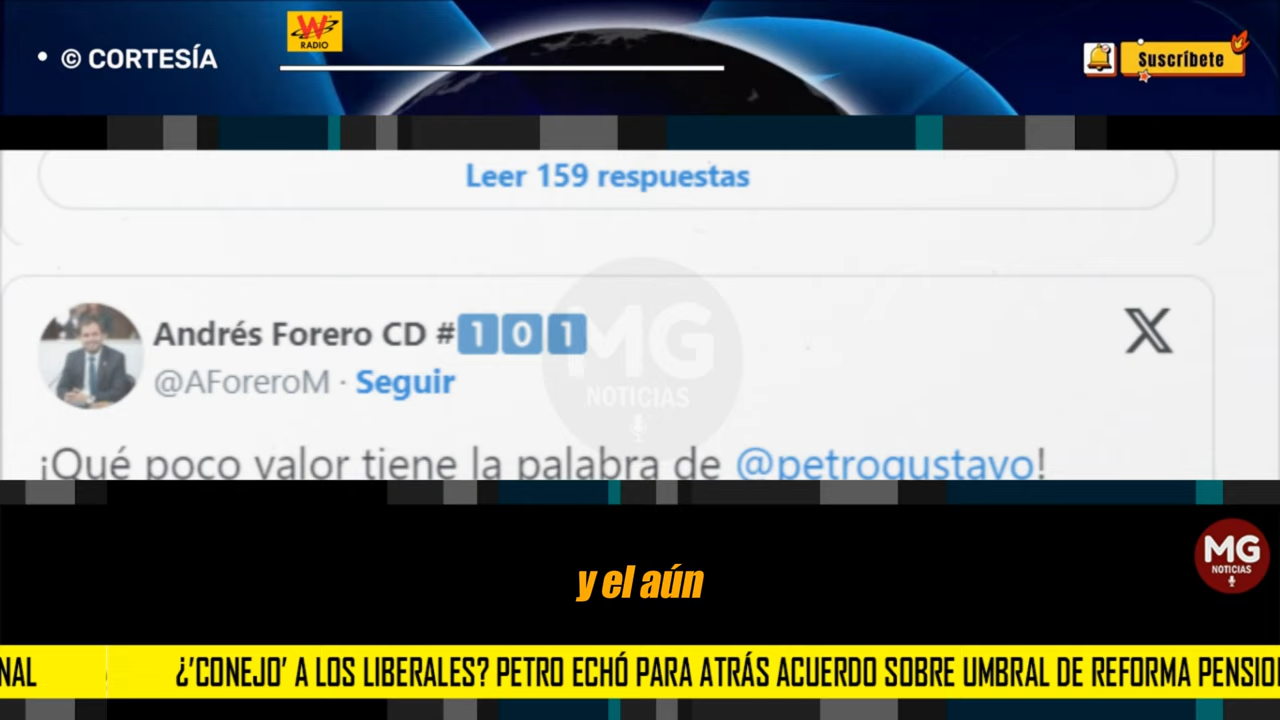 © CORTESÍA
W
RADIO
Suscríbete
Leer 159 respuestas
Andrés Forero CD #101
@AForeroM · Seguir
X
¡Qué poco valor tiene la palabra de @petrogustavo!
MG
NOTICIAS
MG
NOTICIAS
y el aún
NAL ¿'CONEJO' A LOS LIBERALES? PETRO ECHÓ PARA ATRÁS ACUERDO SOBRE UMBRAL DE REFORMA PENSIO